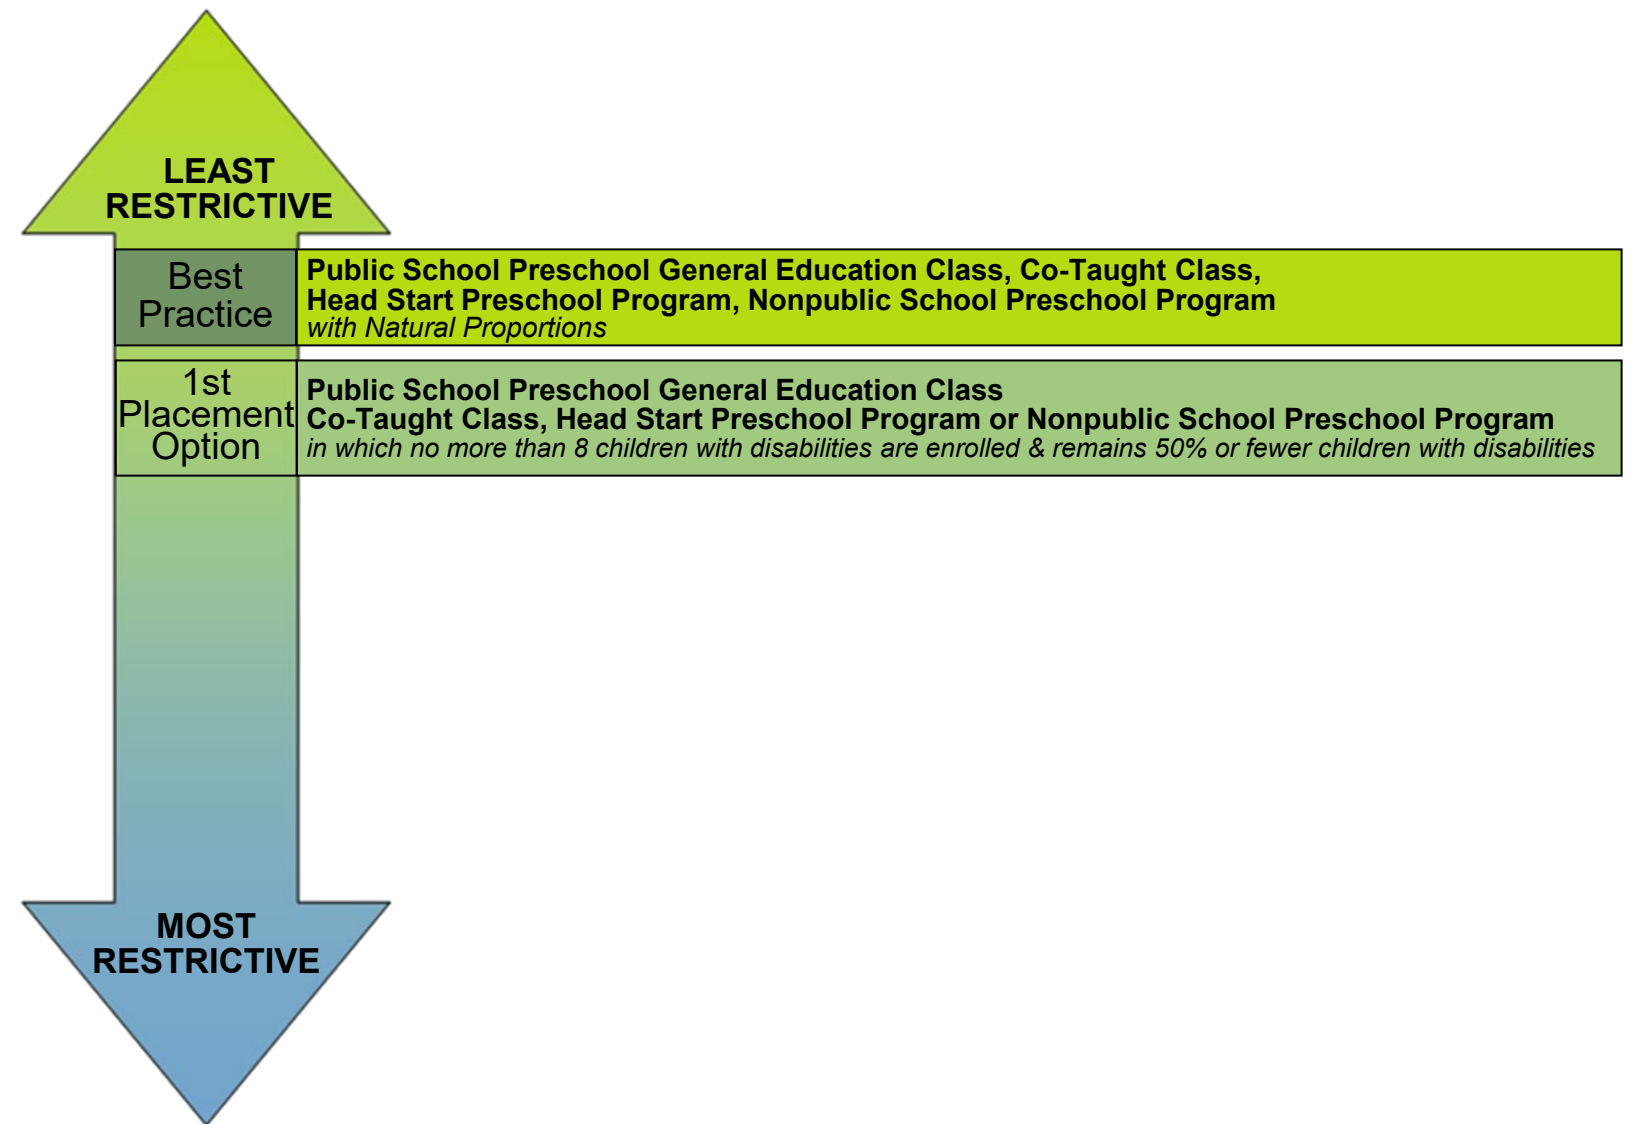 LEAST
RESTRICTIVE
Best
Practice
Public School Preschool General Education Class, Co-Taught Class,
Head Start Preschool Program, Nonpublic School Preschool Program
with Natural Proportions
1st
Placement
Option
Public School Preschool General Education Class
Co-Taught Class, Head Start Preschool Program or Nonpublic School Preschool Program
in which no more than 8 children with disabilities are enrolled & remains 50% or fewer children with disabilities
MOST
RESTRICTIVE